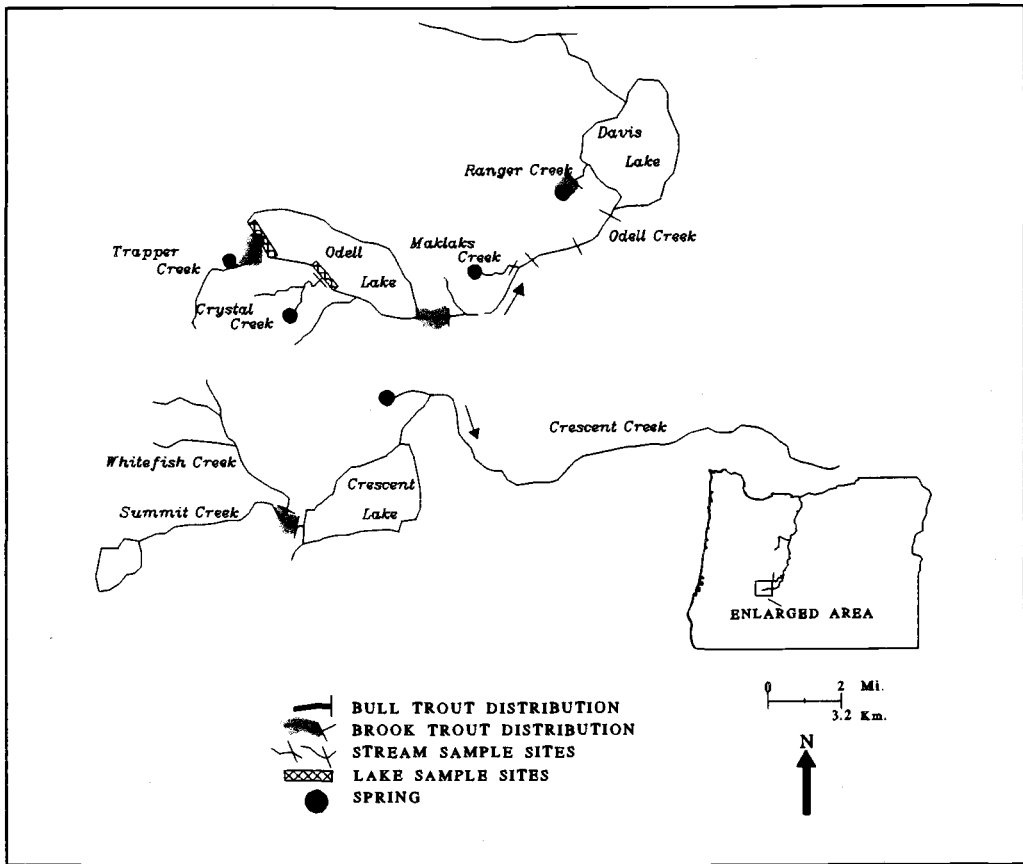 Davis
Lake
Ranger Creek
Odell Creek
Maklaks
Creek
Odell
Lake
Trapper
Creek
Crystal
Creek
Crescent Creek
Whitefish Creek
Crescent
Lake
Summit Creek
ENLARGED AREA
0 2 Mi.
3.2 Km.
N
BULL TROUT DISTRIBUTION
BROOK TROUT DISTRIBUTION
STREAM SAMPLE SITES
LAKE SAMPLE SITES
SPRING